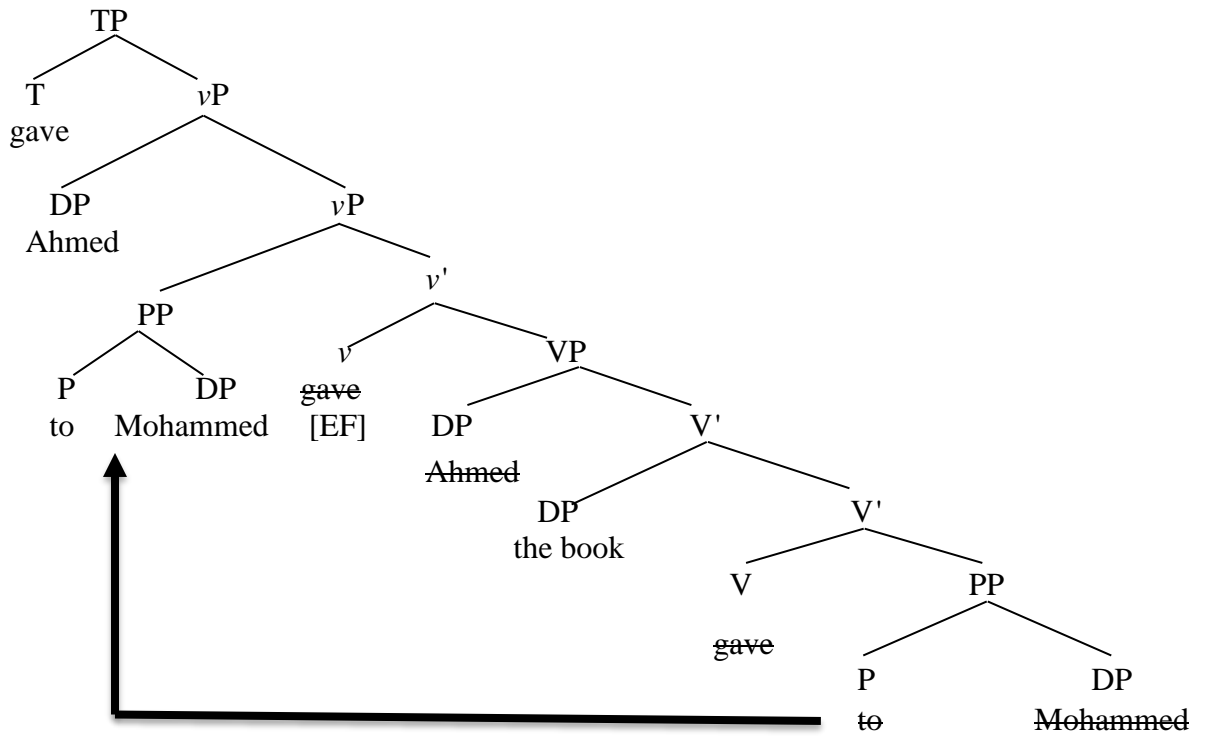 TP
T vP
gave
DP vP
Ahmed
v'
PP
v VP
P DP gave
to Mohammed [EF] DP V'
Ahmed
DP V'
the book
V PP
gave
P DP
to Mohammed